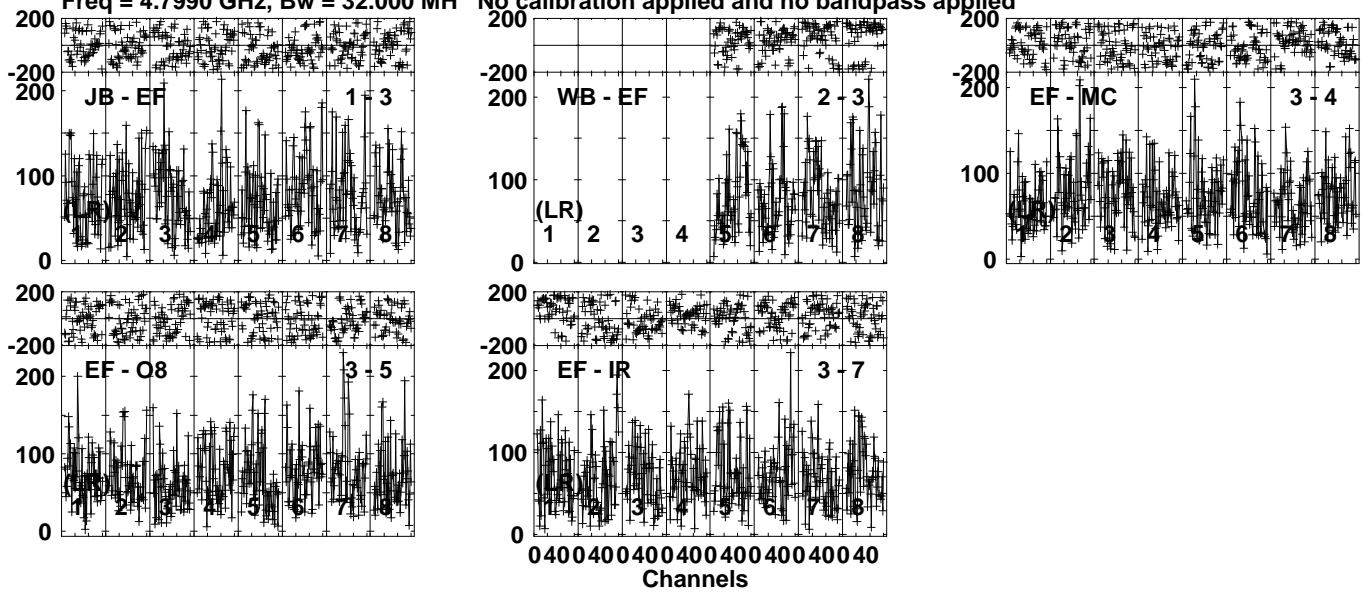 Freq = 4.7990 GHz, Bw = 32.000 MH No calibration applied and no bandpass applied
200
-200
200
100
0
JB - EF 1 - 3
(LR)
1 2 3 4 5 6 7 8
200
-200
200
100
0
WB - EF 2 - 3
(LR)
1 2 3 4 5 6 7 8
200
-200
200
100
0
EF - MC 3 - 4
(LR)
1 2 3 4 5 6 7 8
200
-200
200
100
0
EF - O8 3 - 5
(LR)
1 2 3 4 5 6 7 8
200
-200
200
100
0
EF - IR 3 - 7
(LR)
1 2 3 4 5 6 7 8
0 40 0 40 0 40 0 40 0 40 0 40 0 40 0 40
Channels